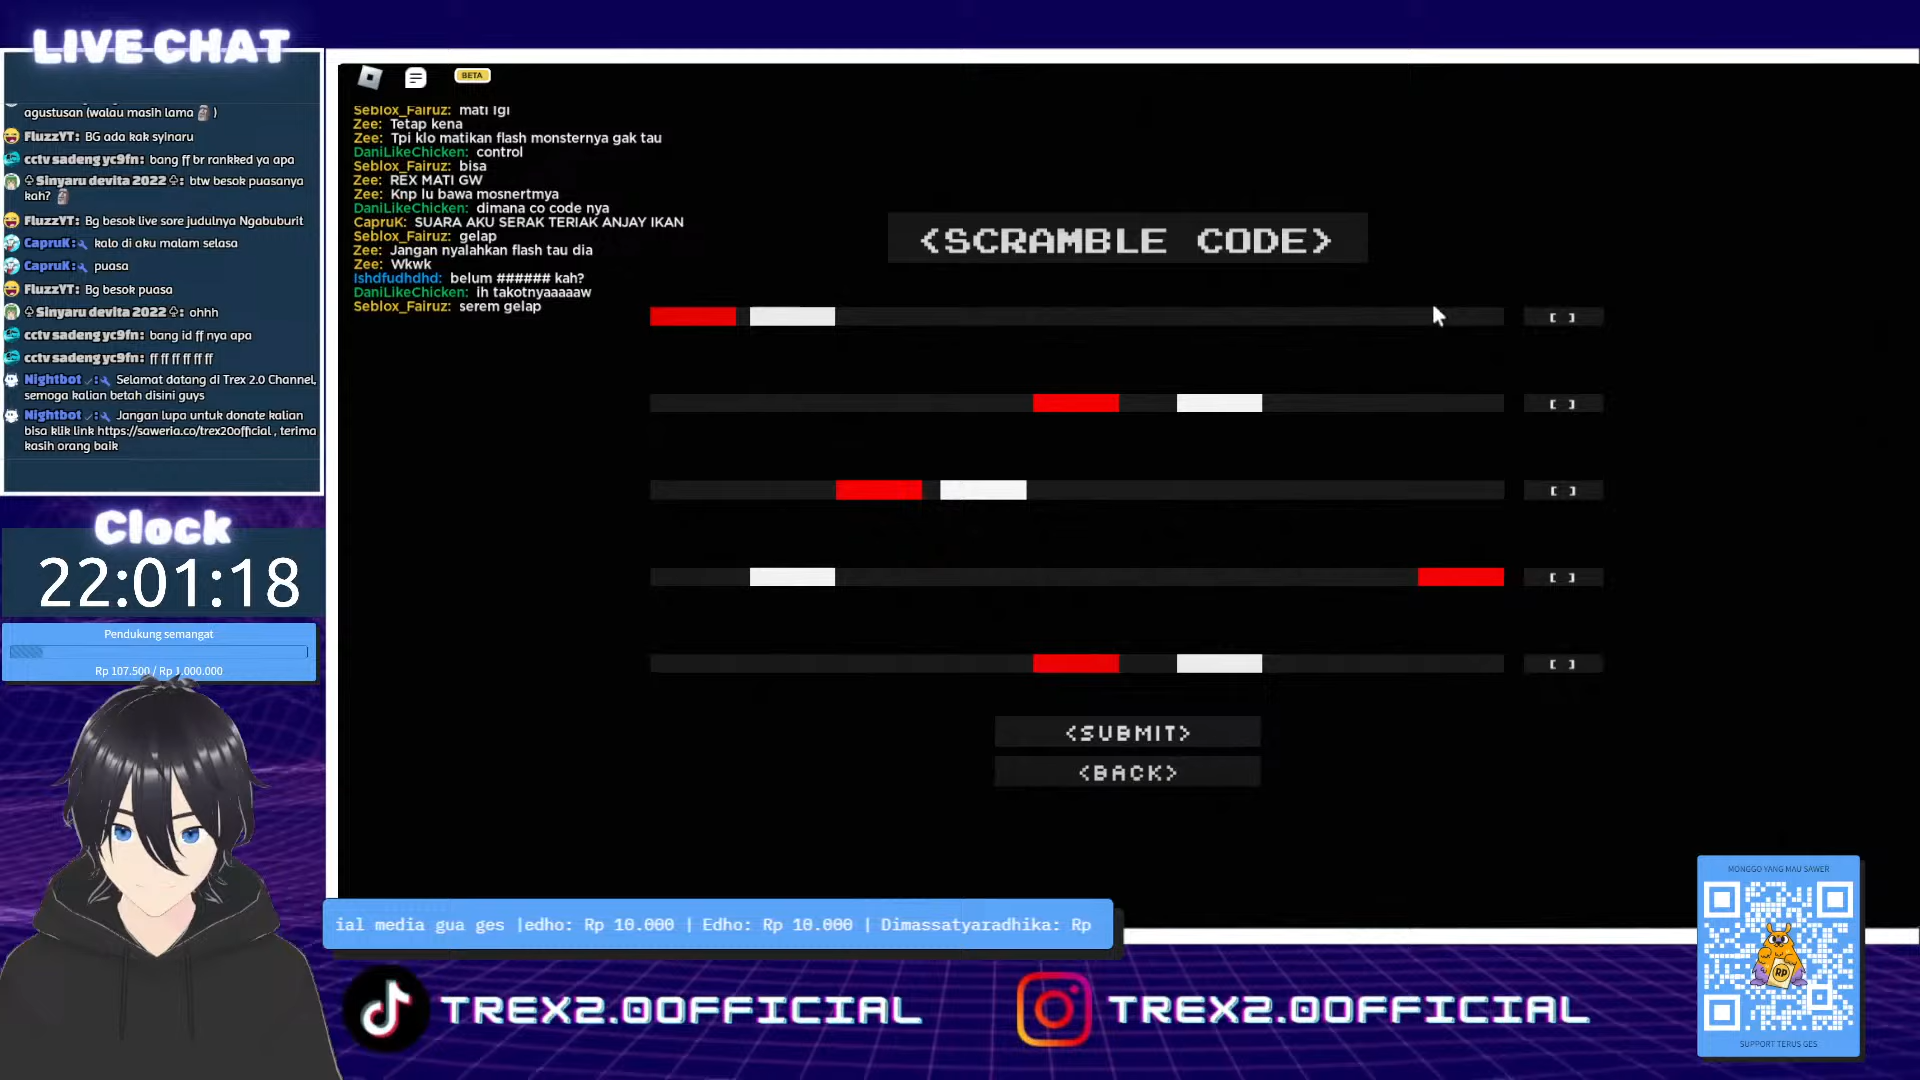 LIVE CHAT
agustusan (walau masih lama 🗿 )
FluzzYT: BG ada kak syinaru
cctv sadeng yc9fn: bang ff br rankked ya apa
♧Sinyaru devita 2022♧: btw besok puasanya
kah? 🗿
FluzzYT: Bg besok live sore judulnya Ngabuburit
CapruK: kalo di aku malam selasa
CapruK: puasa
FluzzYT: Bg besok puasa
♧Sinyaru devita 2022♧: ohhh
cctv sadeng yc9fn: bang id ff nya apa
cctv sadeng yc9fn: ff ff ff ff ff ff
Nightbot ✓: Selamat datang di Trex 2.0 Channel,
semoga kalian betah disini guys
Nightbot ✓: Jangan lupa untuk donate kalian
bisa klik link https://saweria.co/trex20official , terima
kasih orang baik
Clock
22:01:18
Pendukung semangat
Rp 107.500 / Rp 1.000.000
BETA
Seblox_Fairuz: mati lgi
Zee: Tetap kena
Zee: Tpi klo matikan flash monsternya gak tau
DaniLikeChicken: control
Seblox_Fairuz: bisa
Zee: REX MATI GW
Zee: Knp lu bawa mosnertmya
DaniLikeChicken: dimana co code nya
CapruK: SUARA AKU SERAK TERIAK ANJAY IKAN
Seblox_Fairuz: gelap
Zee: Jangan nyalahkan flash tau dia
Zee: Wkwk
Ishdfudhdhd: belum ###### kah?
DaniLikeChicken: ih takotnyaaaaaw
Seblox_Fairuz: serem gelap
<SCRAMBLE CODE>
[ ]
[ ]
[ ]
[ ]
[ ]
<SUBMIT>
<BACK>
ial media gua ges |edho: Rp 10.000 | Edho: Rp 10.000 | Dimassatyaradhika: Rp
TREX2.0OFFICIAL
TREX2.0OFFICIAL
MONGGO YANG MAU SAWER
RP
SUPPORT TERUS GES